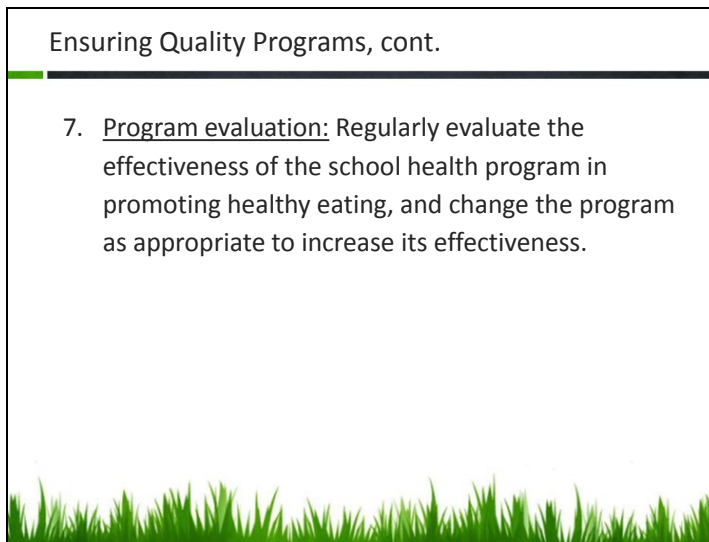 Ensuring Quality Programs, cont.
7. Program evaluation: Regularly evaluate the
effectiveness of the school health program in
promoting healthy eating, and change the program
as appropriate to increase its effectiveness.